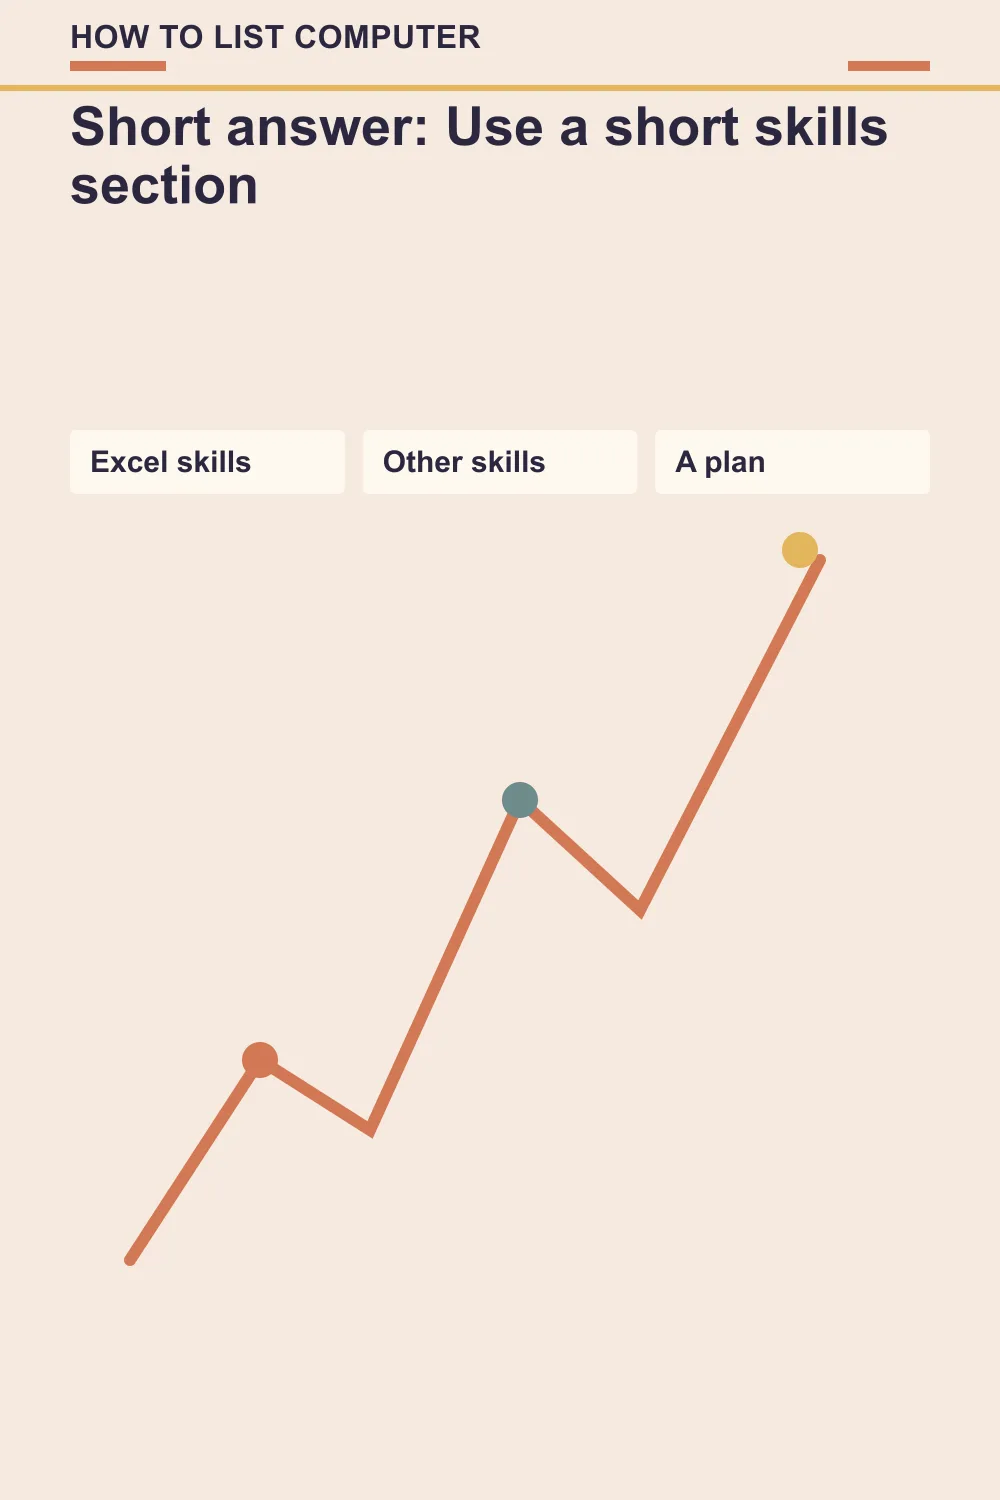 HOW TO LIST COMPUTER
Short answer: Use a short skills
section
Excel skills
Other skills
A plan